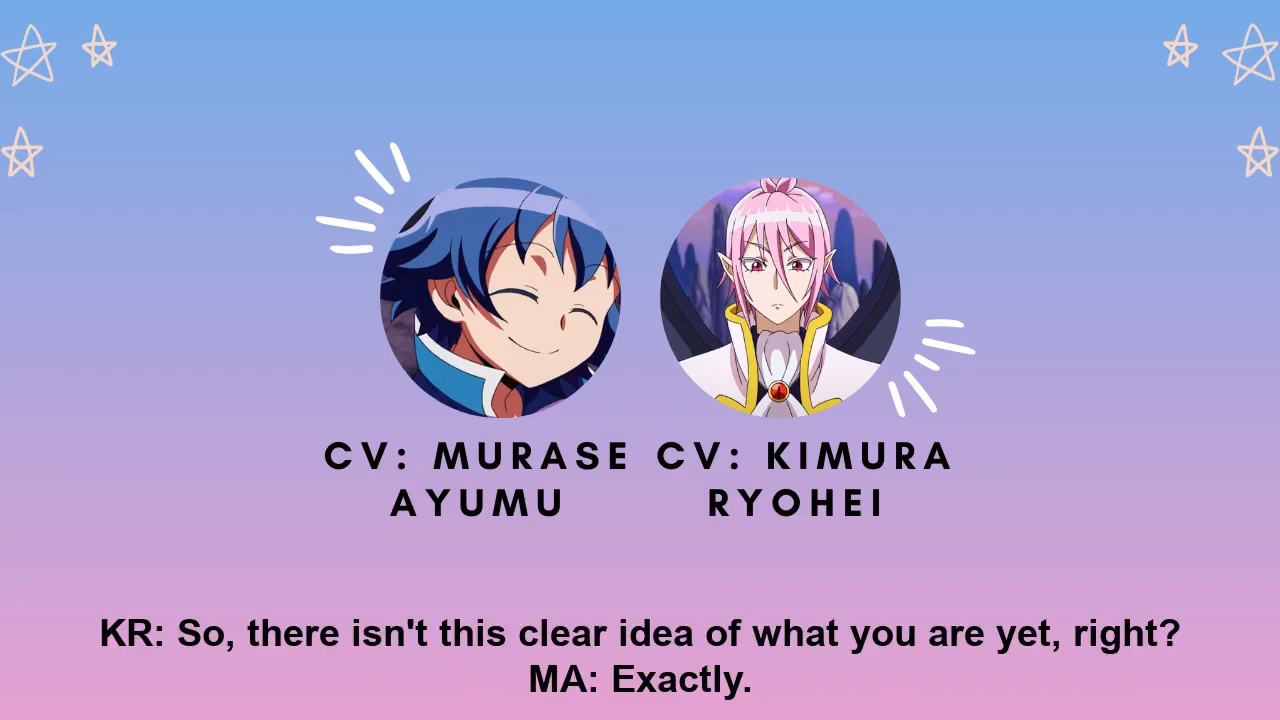 CV: MURASE
AYUMU
CV: KIMURA
RYOHEI
KR: So, there isn't this clear idea of what you are yet, right?
MA: Exactly.